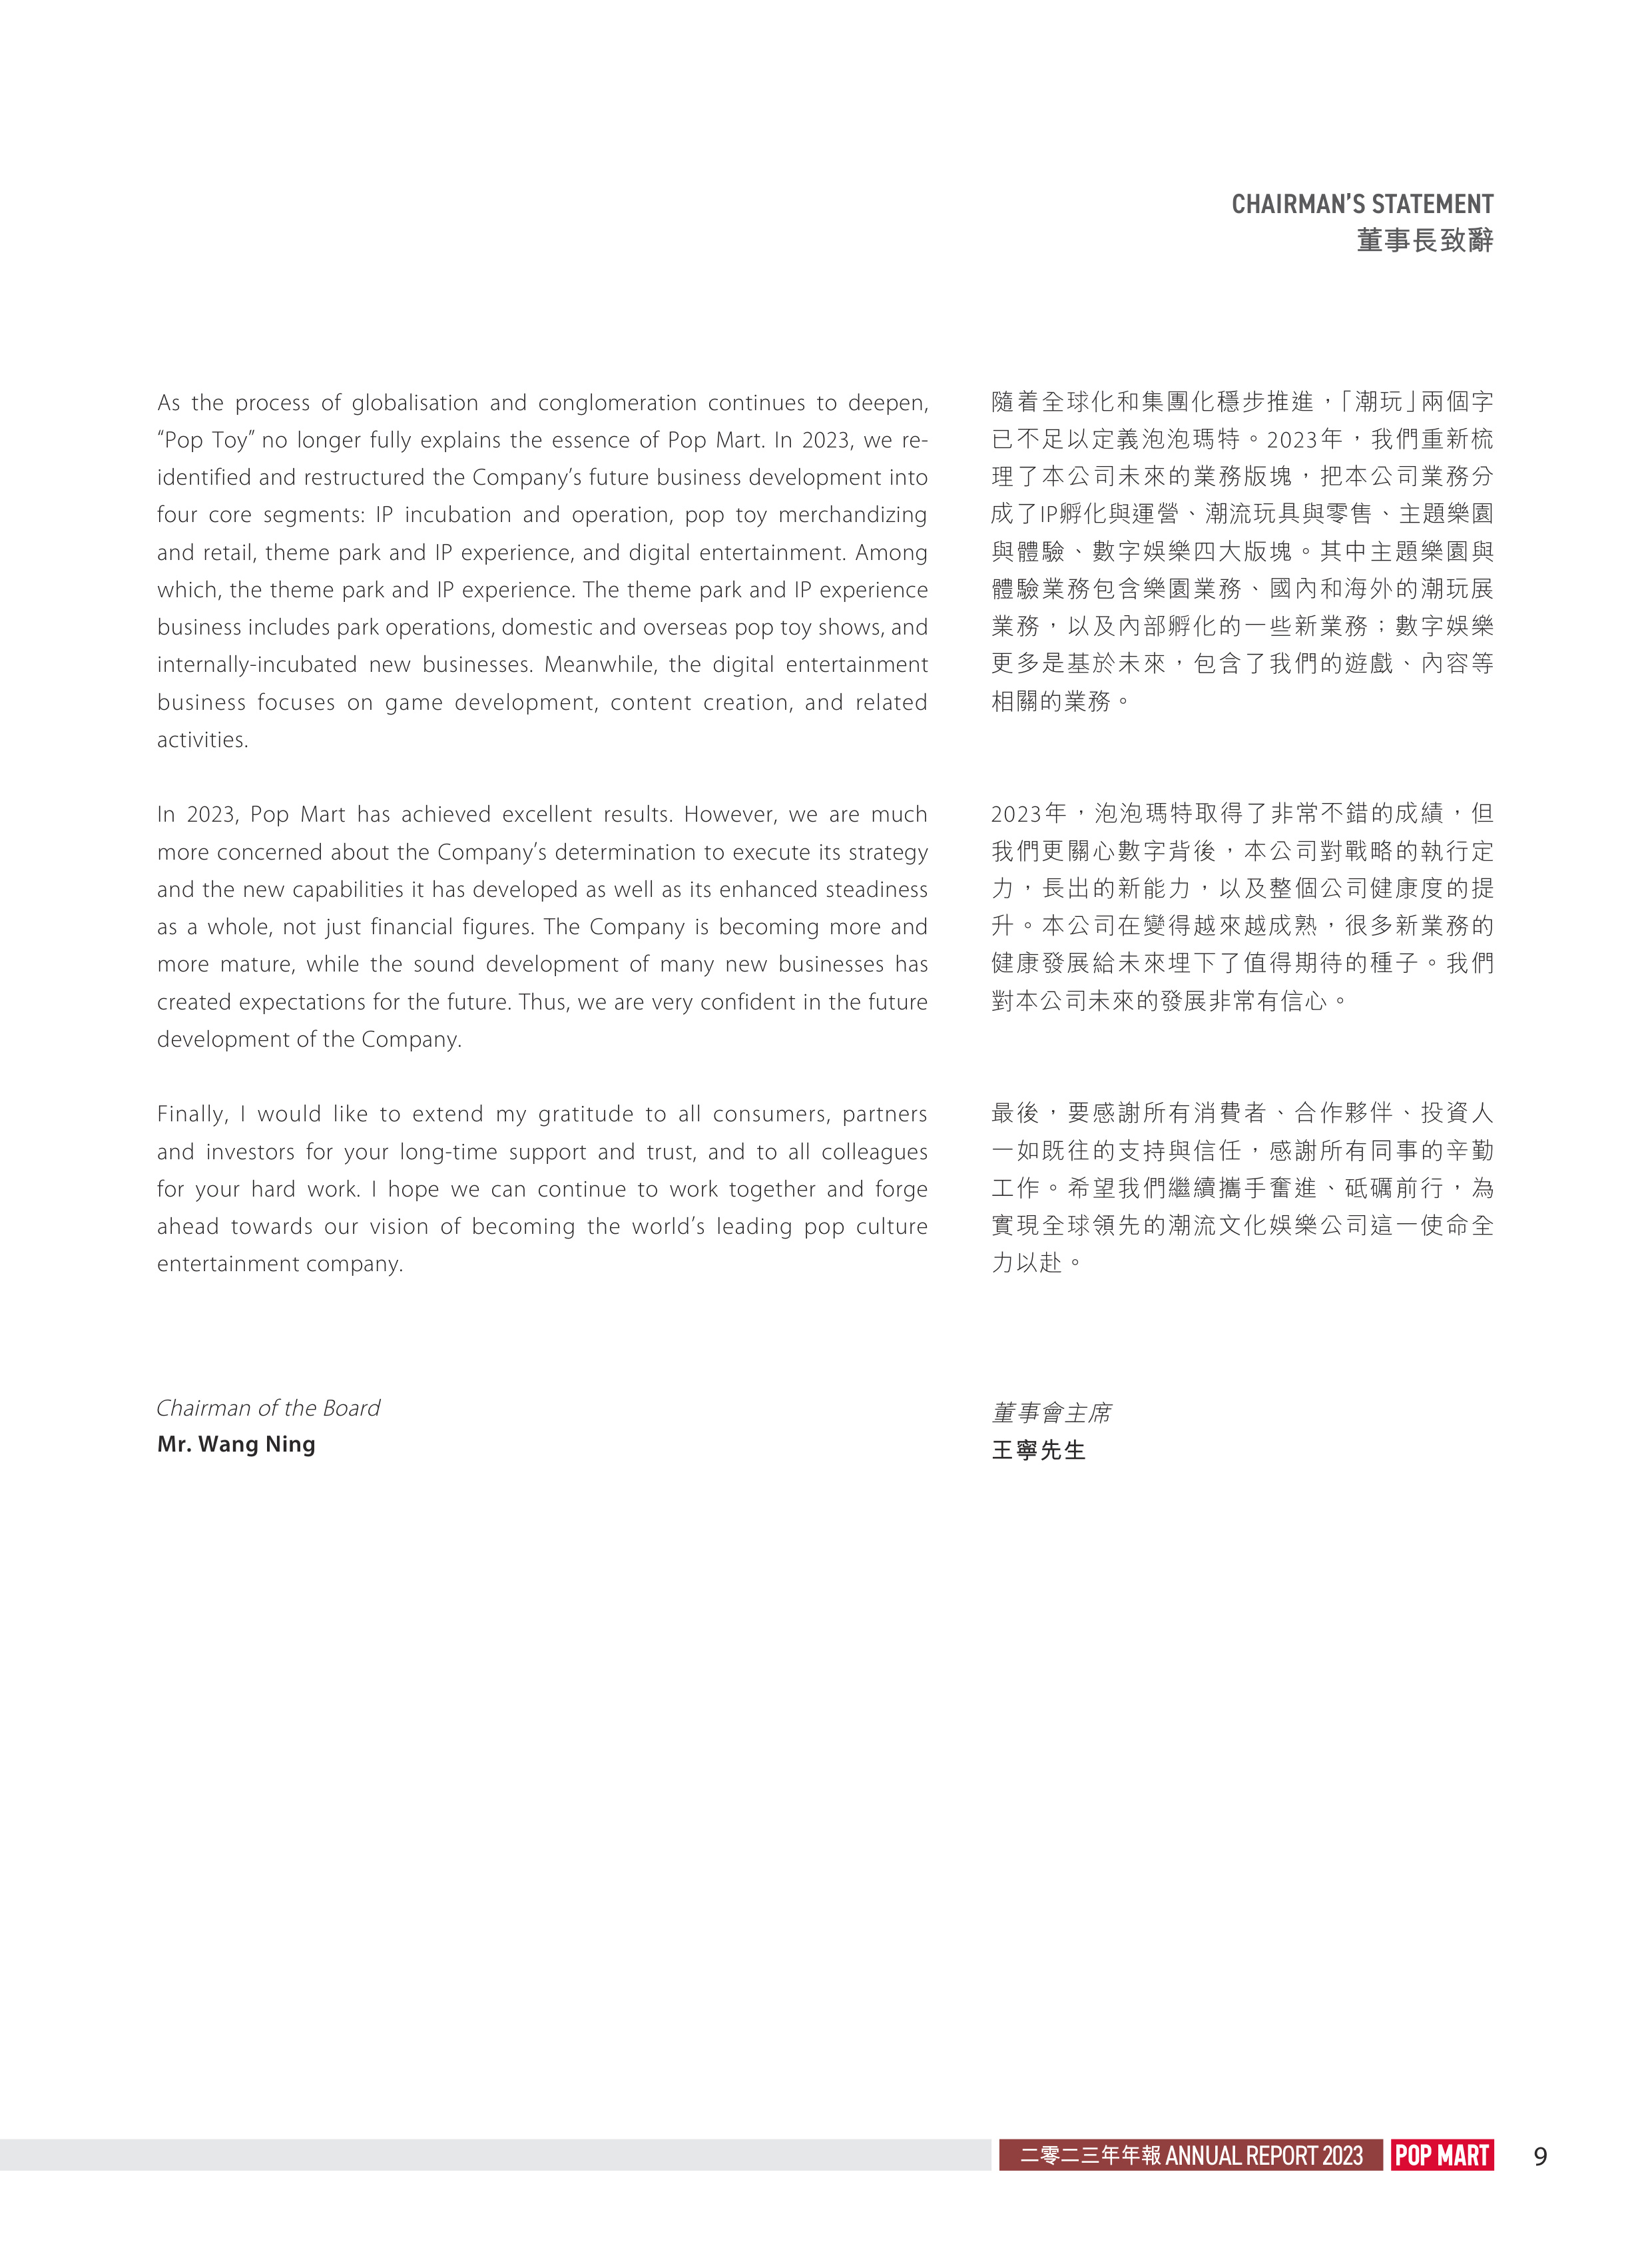 CHAIRMAN’S STATEMENT
董事長致辭
As the process of globalisation and conglomeration continues to deepen,
“Pop Toy” no longer fully explains the essence of Pop Mart. In 2023, we re-
identified and restructured the Company’s future business development into
four core segments: IP incubation and operation, pop toy merchandizing
and retail, theme park and IP experience, and digital entertainment. Among
which, the theme park and IP experience. The theme park and IP experience
business includes park operations, domestic and overseas pop toy shows, and
internally-incubated new businesses. Meanwhile, the digital entertainment
business focuses on game development, content creation, and related
activities.
In 2023, Pop Mart has achieved excellent results. However, we are much
more concerned about the Company’s determination to execute its strategy
and the new capabilities it has developed as well as its enhanced steadiness
as a whole, not just financial figures. The Company is becoming more and
more mature, while the sound development of many new businesses has
created expectations for the future. Thus, we are very confident in the future
development of the Company.
Finally, I would like to extend my gratitude to all consumers, partners
and investors for your long-time support and trust, and to all colleagues
for your hard work. I hope we can continue to work together and forge
ahead towards our vision of becoming the world’s leading pop culture
entertainment company.
Chairman of the Board
Mr. Wang Ning
隨着全球化和集團化穩步推進，「潮玩」兩個字
已不足以定義泡泡瑪特。2023年，我們重新梳
理了本公司未來的業務版塊，把本公司業務分
成了IP孵化與運營、潮流玩具與零售、主題樂園
與體驗、數字娛樂四大版塊。其中主題樂園與
體驗業務包含樂園業務、國內和海外的潮玩展
業務，以及內部孵化的一些新業務；數字娛樂
更多是基於未來，包含了我們的遊戲、內容等
相關的業務。
2023年，泡泡瑪特取得了非常不錯的成績，但
我們更關心數字背後，本公司對戰略的執行定
力，長出的新能力，以及整個公司健康度的提
升。本公司在變得越來越成熟，很多新業務的
健康發展給未來埋下了值得期待的種子。我們
對本公司未來的發展非常有信心。
最後，要感謝所有消費者、合作夥伴、投資人
一如既往的支持與信任，感謝所有同事的辛勤
工作。希望我們繼續攜手奮進、砥礪前行，為
實現全球領先的潮流文化娛樂公司這一使命全
力以赴。
董事會主席
王寧先生
二零二三年年報 ANNUAL REPORT 2023 POP MART 9